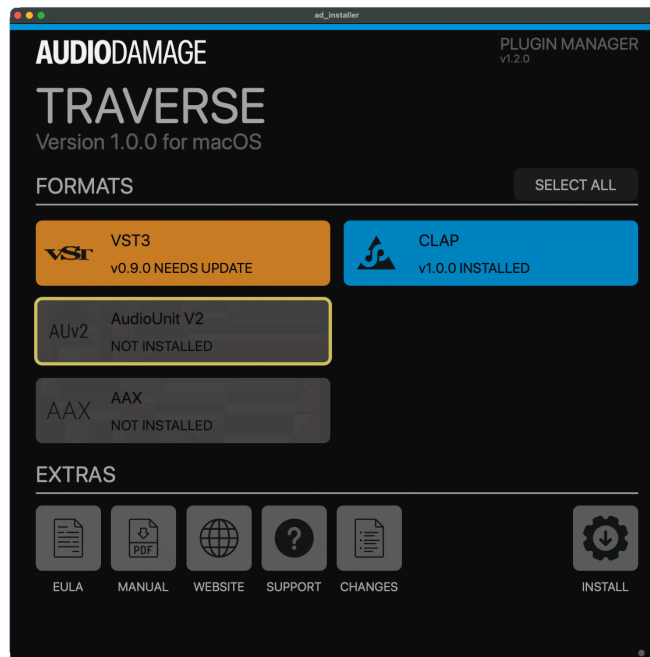 ad_installer
AUDIODAMAGE
PLUGIN MANAGER
v1.2.0
TRAVERSE
Version 1.0.0 for macOS
FORMATS
SELECT ALL
VST
VST3
v0.9.0 NEEDS UPDATE
CLAP
v1.0.0 INSTALLED
AUv2
AudioUnit V2
NOT INSTALLED
AAX
AAX
NOT INSTALLED
EXTRAS
PDF
?
EULA
MANUAL
WEBSITE
SUPPORT
CHANGES
INSTALL